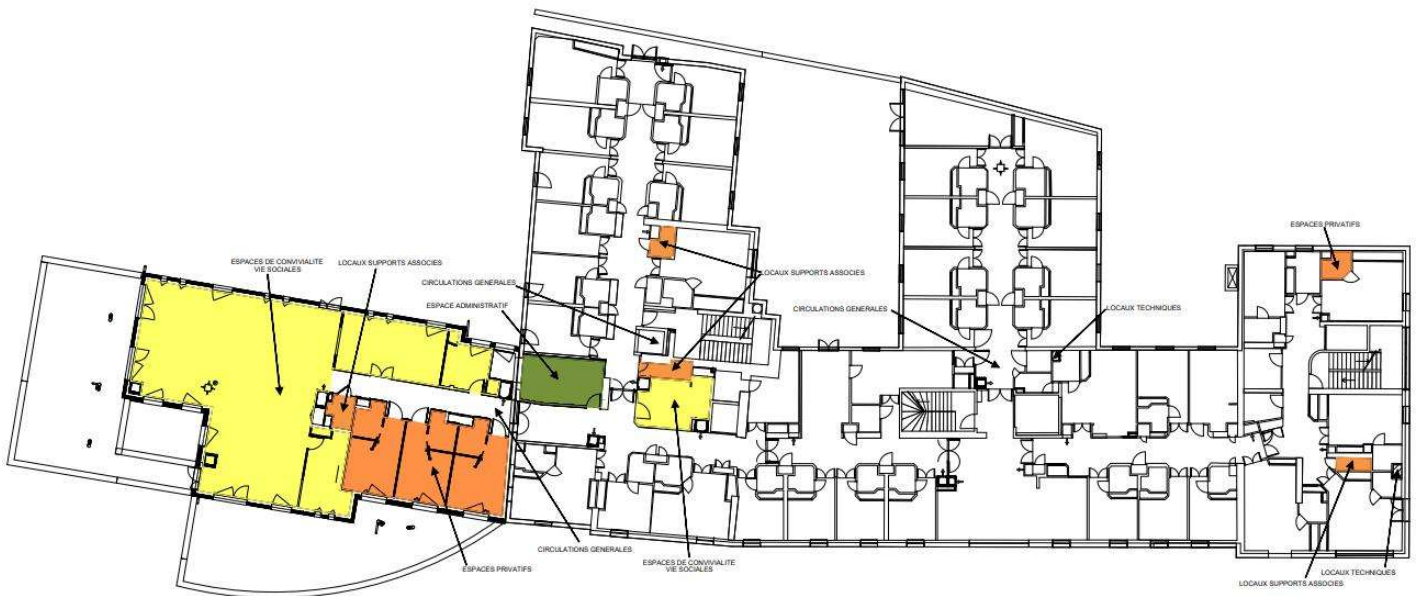 ESPACES PRIVATIFS
ESPACES DE CONVIVIALITE
VIE SOCIALES
LOCAUX SUPPORTS ASSOCIES
LOCAUX SUPPORTS ASSOCIES
CIRCULATIONS GENERALES
ESPACE ADMINISTRATIF
CIRCULATIONS GENERALES
LOCAUX TECHNIQUES
CIRCULATIONS GENERALES
ESPACES PRIVATIFS
ESPACES DE CONVIVIALITE
VIE SOCIALES
LOCAUX TECHNIQUES
LOCAUX SUPPORTS ASSOCIES